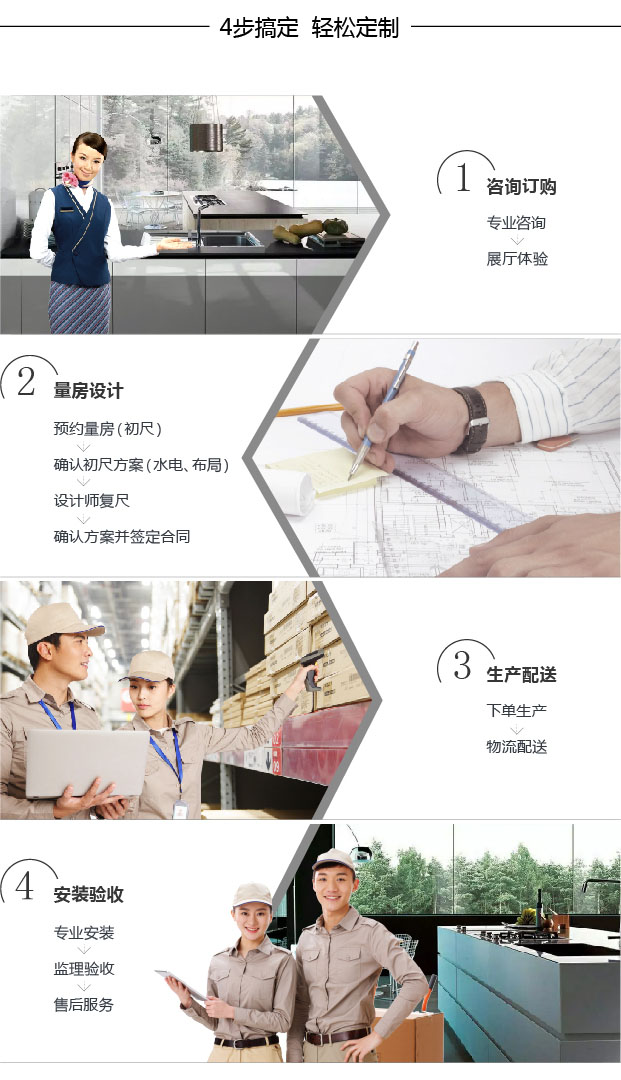 4步搞定 轻松定制
1 咨询订购
专业咨询
展厅体验
2 量房设计
预约量房(初尺)
确认初尺方案(水电、布局)
设计师复尺
确认方案并签定合同
3 生产配送
下单生产
物流配送
4 安装验收
专业安装
监理验收
售后服务